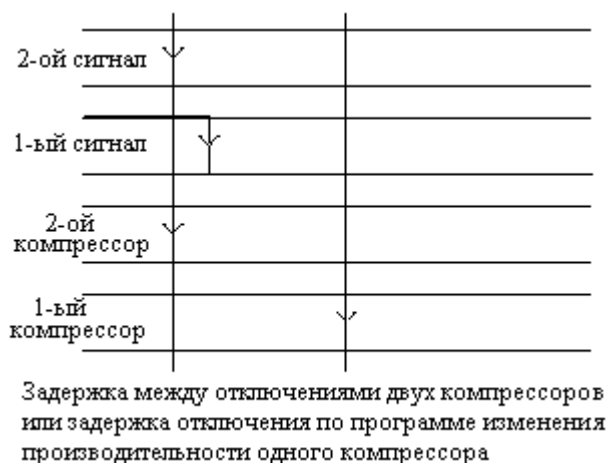 2-ой сигнал
1-ый сигнал
2-ой
компрессор
1-ый
компрессор
Задержка между отключениями двух компрессоров
или задержка отключения по программе изменения
производительности одного компрессора